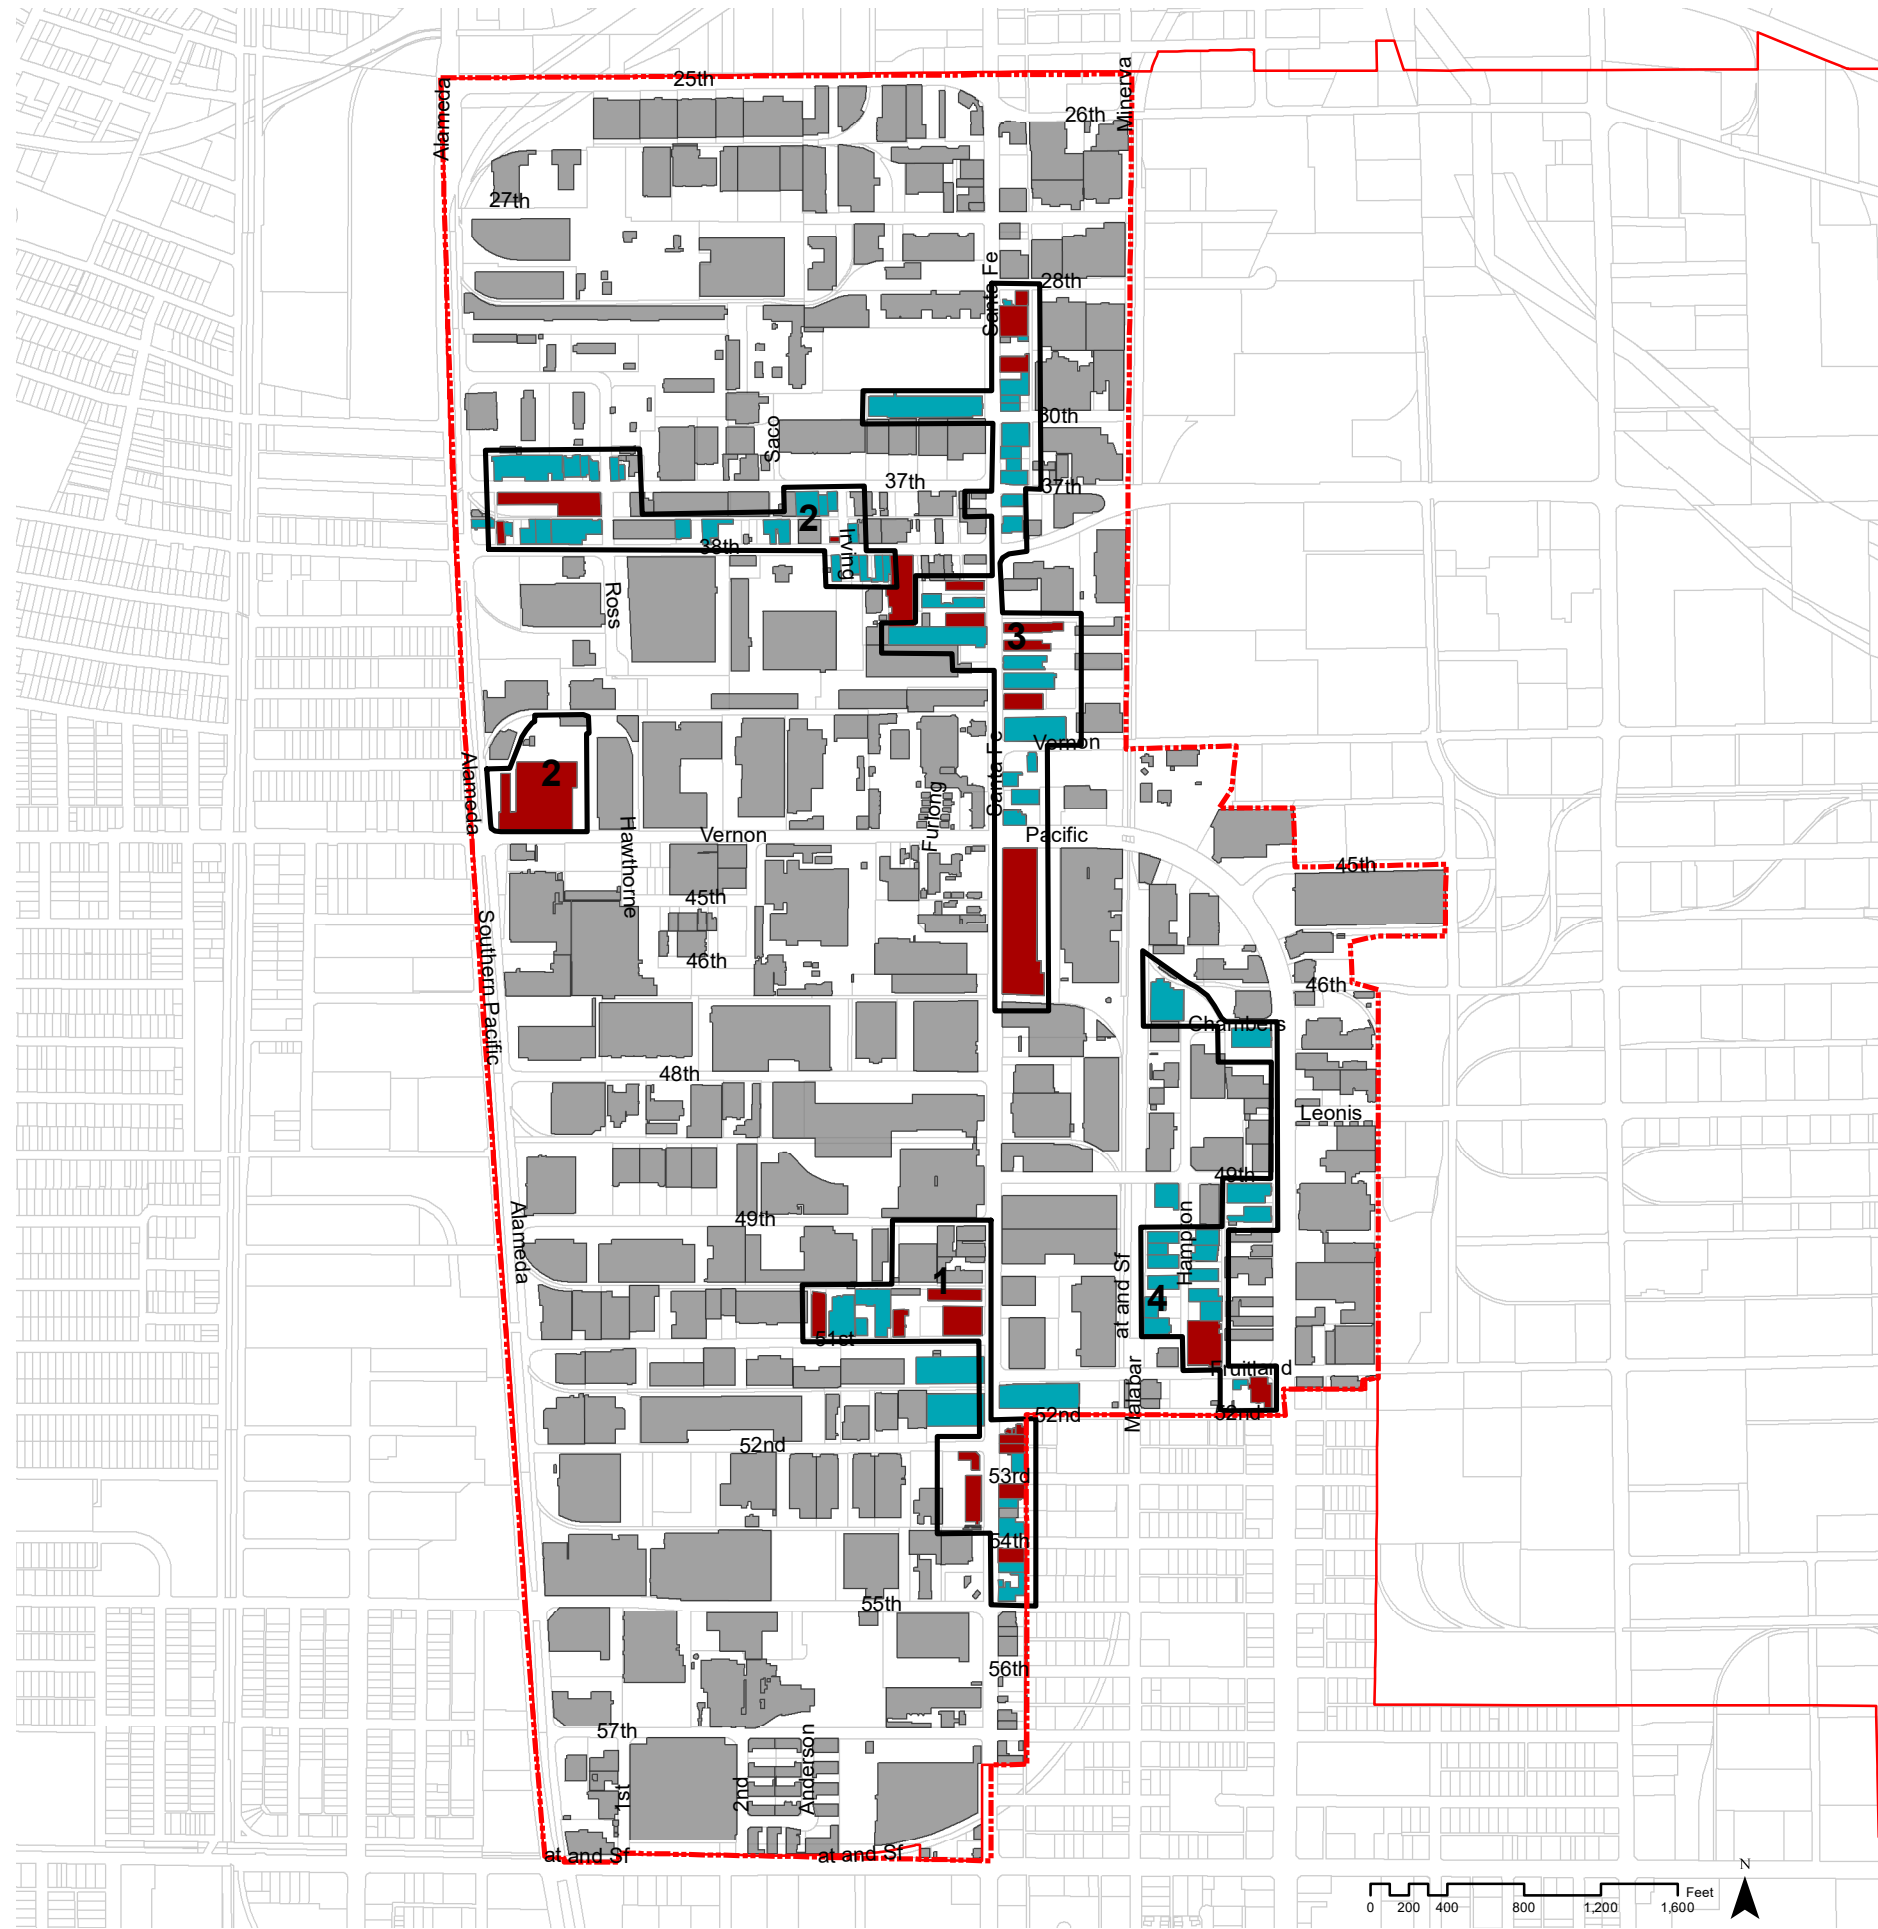 25th
Minerva
Alameda
26th
27th
Santa Fe
28th
30th
Saco
37th
37th
2
38th
Irving
Ross
3
Vernon
Santa Fe
Alameda
2
Furlong
Vernon
Pacific
Hawthorne
45th
45th
Southern Pacific
46th
46th
Chambers
48th
Leonis
49th
Alameda
49th
Hampton
at and Sf
1
4
51st
Fruitland
Malabar
52nd
52nd
52nd
53rd
54th
55th
56th
57th
Anderson
1st
2nd
at and Sf
at and Sf
N
Feet
0 200 400 800 1,200 1,600